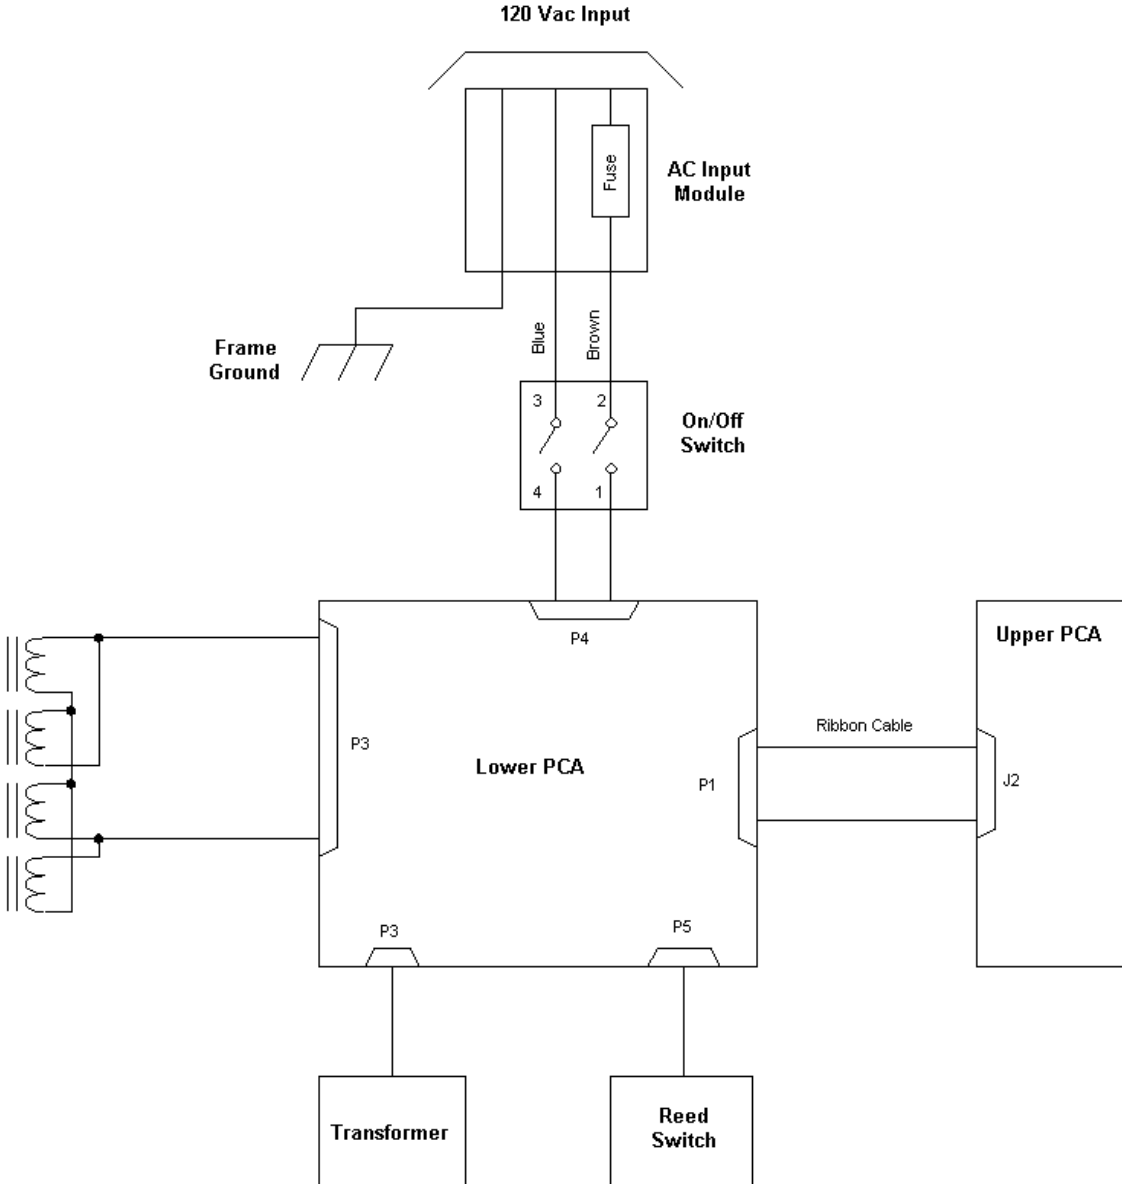 120 Vac Input
Fuse
AC Input
Module
Blue
Brown
Frame
Ground
3
2
On/Off
Switch
4
1
P4
Upper PCA
Ribbon Cable
P3
Lower PCA
P1
J2
P3
P5
Transformer
Reed
Switch